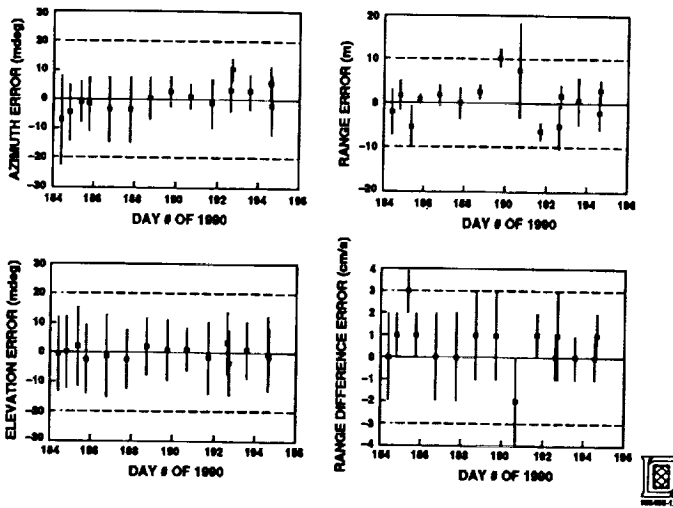 AZIMUTH ERROR (mdeg)
30
20
10
0
-10
-20
-30
184 186 188 190 192 194 196
DAY # OF 1990
RANGE ERROR (m)
20
10
0
-10
-20
184 186 188 190 192 194 196
DAY # OF 1990
ELEVATION ERROR (mdeg)
30
20
10
0
-10
-20
-30
184 186 188 190 192 194 196
DAY # OF 1990
RANGE DIFFERENCE ERROR (cm/s)
4
3
2
1
0
-1
-2
-3
-4
184 186 188 190 192 194 196
DAY # OF 1990